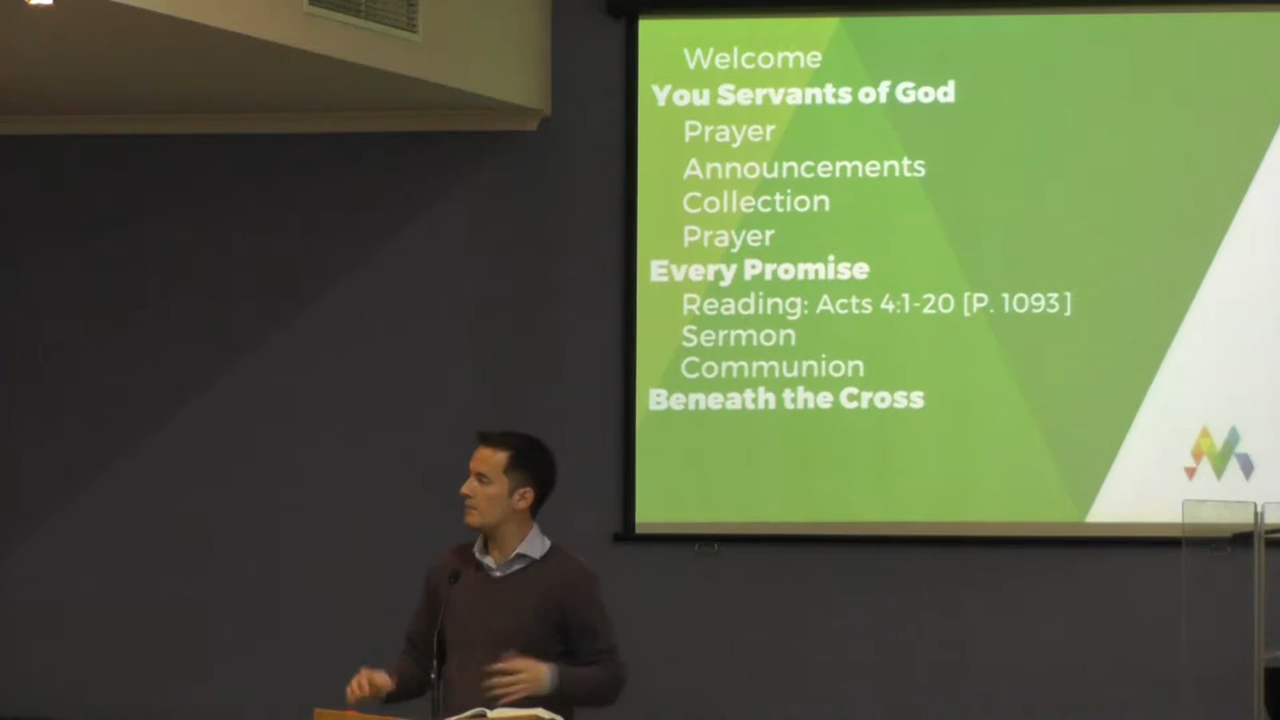 Welcome
You Servants of God
Prayer
Announcements
Collection
Prayer
Every Promise
Reading: Acts 4:1-20 [P. 1093]
Sermon
Communion
Beneath the Cross